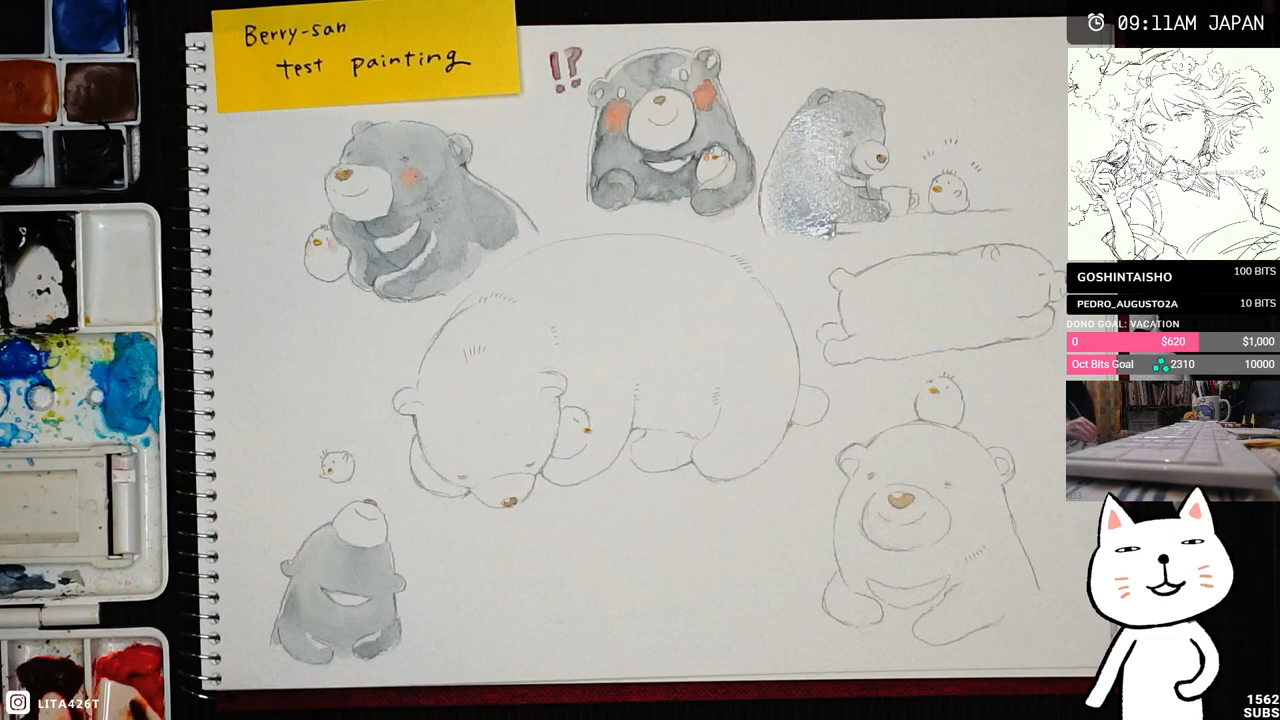 Berry-san
test painting
!?
09:11AM JAPAN
GOSHINTAISHO 100 BITS
PEDRO_AUGUSTO2A 10 BITS
DONO GOAL: VACATION
0 $620 $1,000
Oct Bits Goal 2310 10000
LITA426T
1562
SUBS